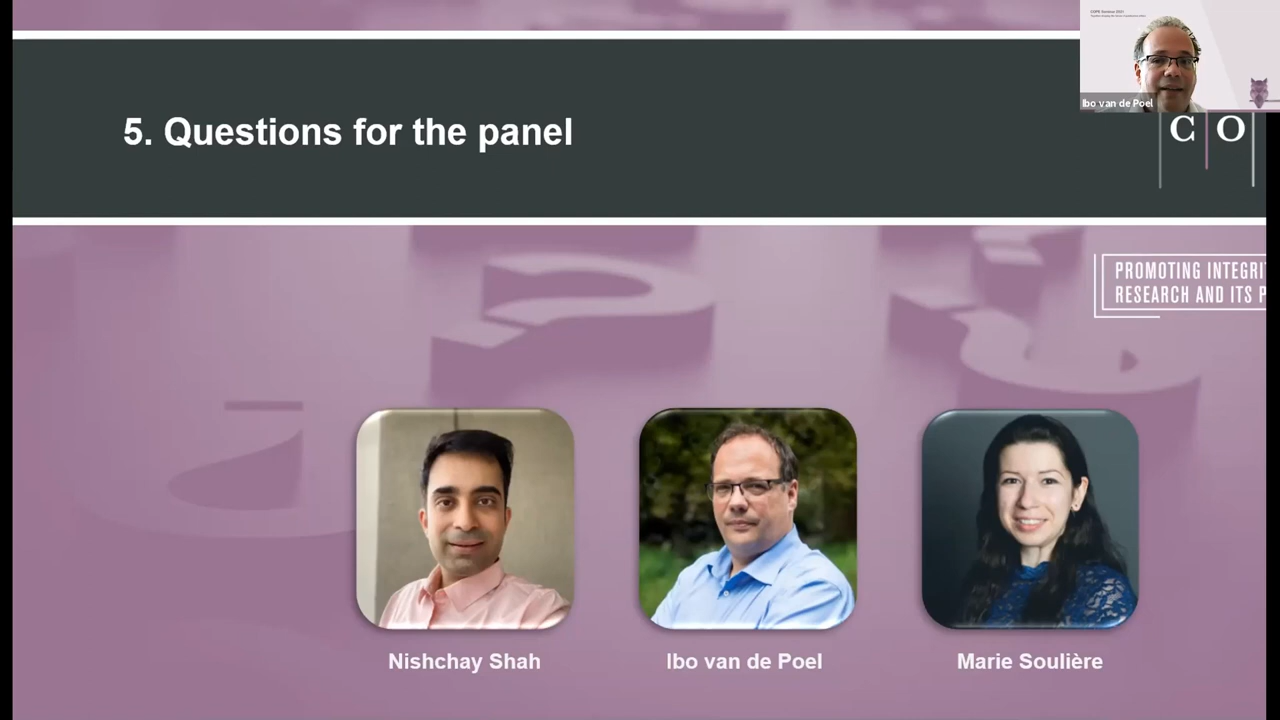 5. Questions for the panel
Ibo van de Poel
C O
PROMOTING INTEGRI
RESEARCH AND ITS P
Nishchay Shah
Ibo van de Poel
Marie Soulière